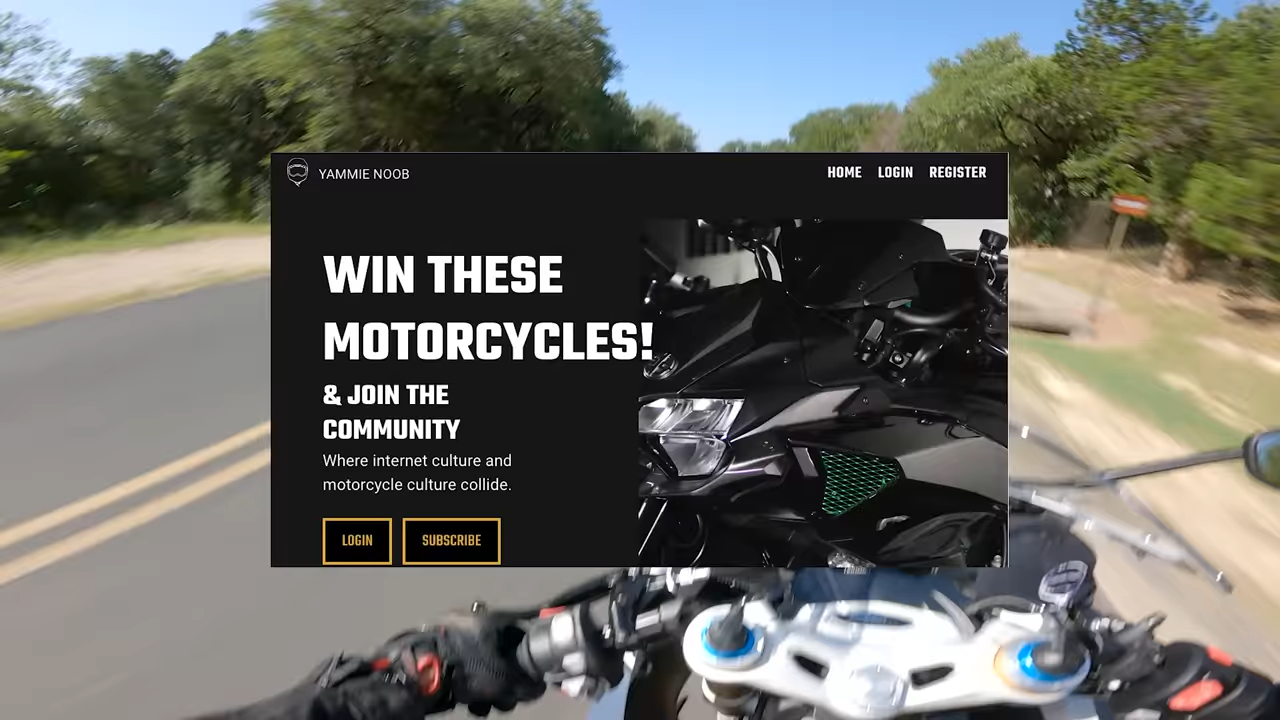 YAMMIE NOOB
HOME LOGIN REGISTER
WIN THESE
MOTORCYCLES!
& JOIN THE
COMMUNITY
Where internet culture and
motorcycle culture collide.
LOGIN SUBSCRIBE